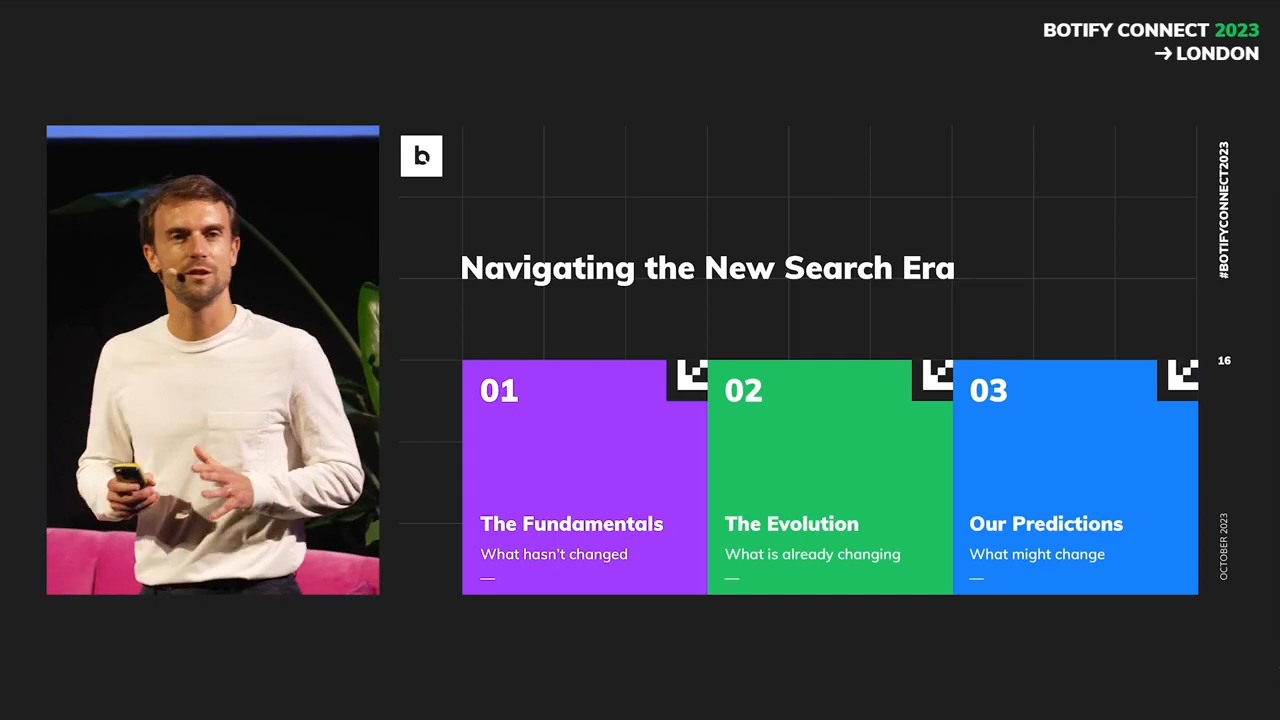 BOTIFY CONNECT 2023
→ LONDON
b
#BOTIFYCONNECT2023
Navigating the New Search Era
16
01
The Fundamentals
What hasn't changed
—
02
The Evolution
What is already changing
—
03
Our Predictions
What might change
—
OCTOBER 2023